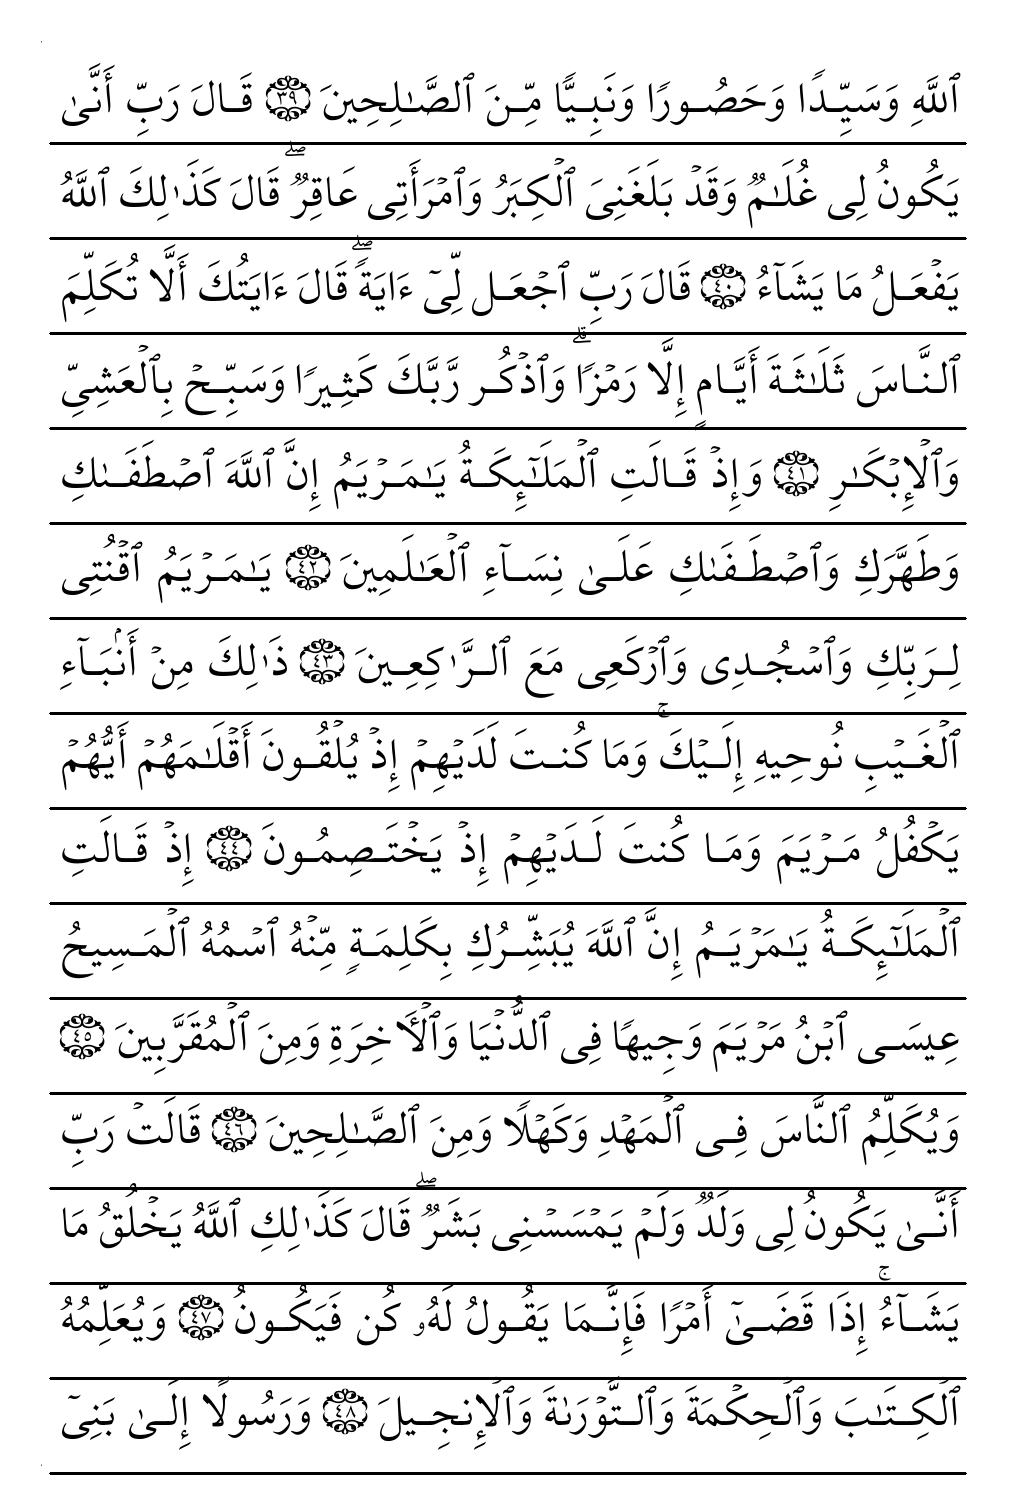 ٱللَّهِ وَسَيِّدًا وَحَصُورًا وَنَبِيًّا مِّنَ ٱلصَّـٰلِحِينَ ٣٩ قَالَ رَبِّ أَنَّىٰ
يَكُونُ لِى غُلَـٰمٌ وَقَدْ بَلَغَنِىَ ٱلْكِبَرُ وَٱمْرَأَتِى عَاقِرٌ ۖ قَالَ كَذَٰلِكَ ٱللَّهُ
يَفْعَلُ مَا يَشَآءُ ٤٠ قَالَ رَبِّ ٱجْعَل لِّىٓ ءَايَةً ۖ قَالَ ءَايَتُكَ أَلَّا تُكَلِّمَ
ٱلنَّاسَ ثَلَـٰثَةَ أَيَّامٍ إِلَّا رَمْزًا ۗ وَٱذْكُر رَّبَّكَ كَثِيرًا وَسَبِّحْ بِٱلْعَشِىِّ
وَٱلْإِبْكَـٰرِ ٤١ وَإِذْ قَالَتِ ٱلْمَلَـٰٓئِكَةُ يَـٰمَرْيَمُ إِنَّ ٱللَّهَ ٱصْطَفَىٰكِ
وَطَهَّرَكِ وَٱصْطَفَىٰكِ عَلَىٰ نِسَآءِ ٱلْعَـٰلَمِينَ ٤٢ يَـٰمَرْيَمُ ٱقْنُتِى
لِرَبِّكِ وَٱسْجُدِى وَٱرْكَعِى مَعَ ٱلرَّٰكِعِينَ ٤٣ ذَٰلِكَ مِنْ أَنۢبَآءِ
ٱلْغَيْبِ نُوحِيهِ إِلَيْكَ ۚ وَمَا كُنتَ لَدَيْهِمْ إِذْ يُلْقُونَ أَقْلَـٰمَهُمْ أَيُّهُمْ
يَكْفُلُ مَرْيَمَ وَمَا كُنتَ لَدَيْهِمْ إِذْ يَخْتَصِمُونَ ٤٤ إِذْ قَالَتِ
ٱلْمَلَـٰٓئِكَةُ يَـٰمَرْيَمُ إِنَّ ٱللَّهَ يُبَشِّرُكِ بِكَلِمَةٍ مِّنْهُ ٱسْمُهُ ٱلْمَسِيحُ
عِيسَى ٱبْنُ مَرْيَمَ وَجِيهًا فِى ٱلدُّنْيَا وَٱلْـَٔاخِرَةِ وَمِنَ ٱلْمُقَرَّبِينَ ٤٥
وَيُكَلِّمُ ٱلنَّاسَ فِى ٱلْمَهْدِ وَكَهْلًا وَمِنَ ٱلصَّـٰلِحِينَ ٤٦ قَالَتْ رَبِّ
أَنَّىٰ يَكُونُ لِى وَلَدٌ وَلَمْ يَمْسَسْنِى بَشَرٌ ۖ قَالَ كَذَٰلِكِ ٱللَّهُ يَخْلُقُ مَا
يَشَآءُ ۚ إِذَا قَضَىٰٓ أَمْرًا فَإِنَّمَا يَقُولُ لَهُۥ كُن فَيَكُونُ ٤٧ وَيُعَلِّمُهُ
ٱلْكِتَـٰبَ وَٱلْحِكْمَةَ وَٱلتَّوْرَىٰةَ وَٱلْإِنجِيلَ ٤٨ وَرَسُولًا إِلَىٰ بَنِىٓ